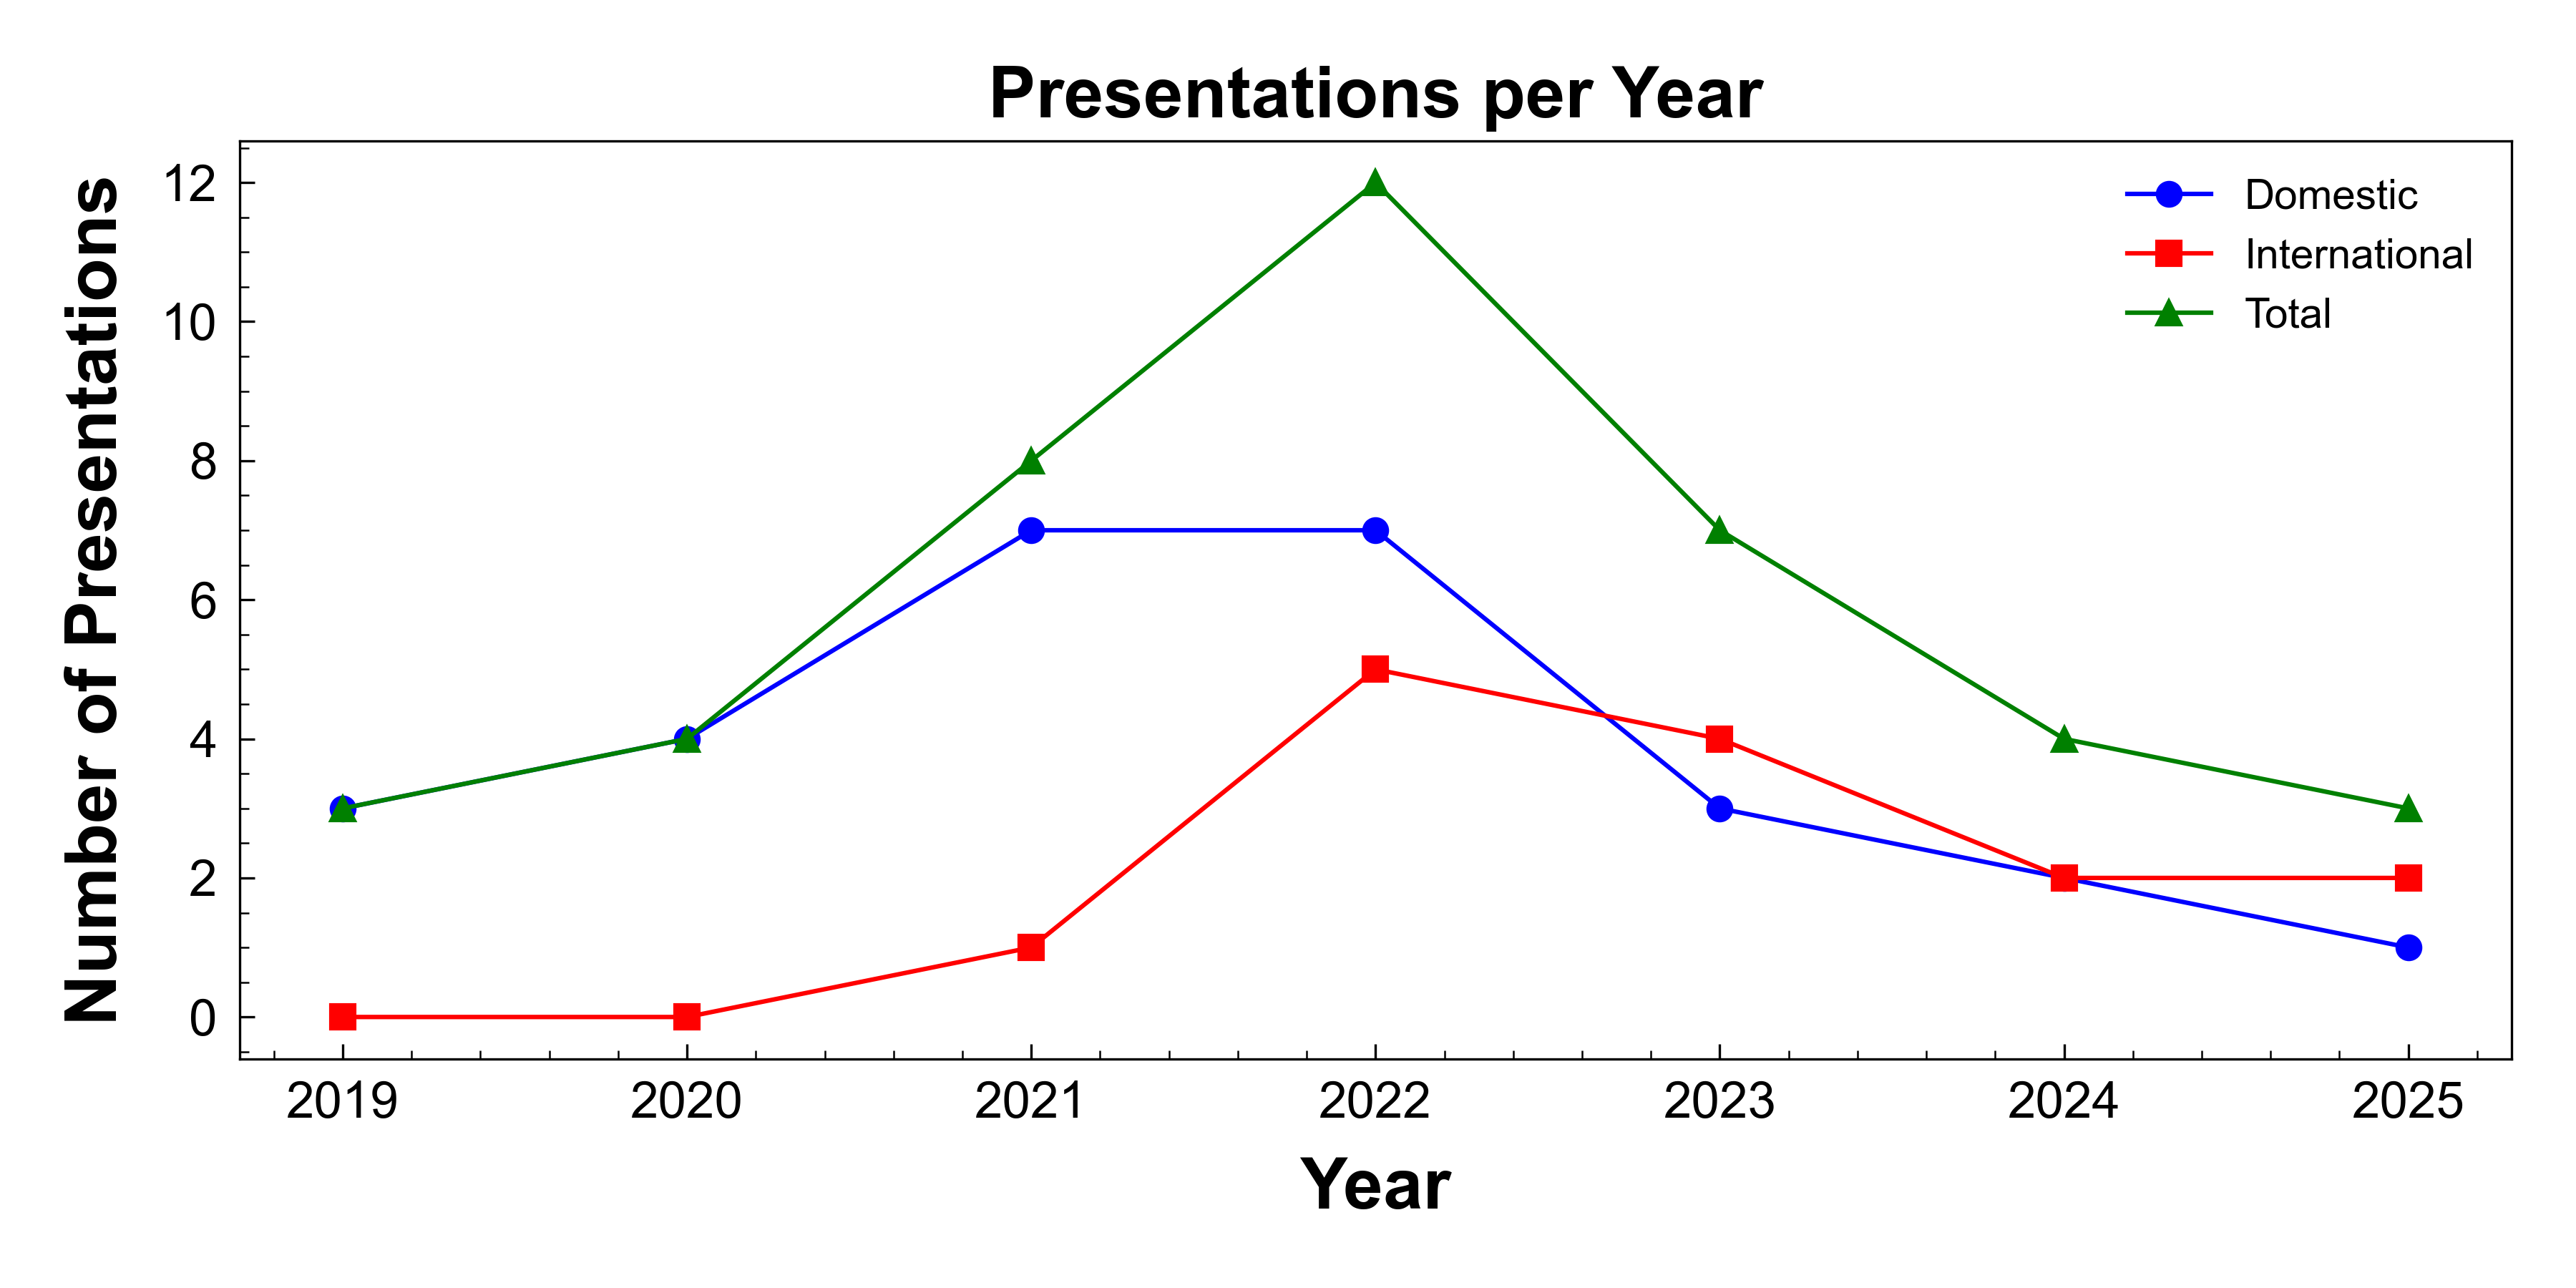 Presentations per Year
Number of Presentations
12
10
8
6
4
2
0
Domestic
International
Total
2019 2020 2021 2022 2023 2024 2025
Year